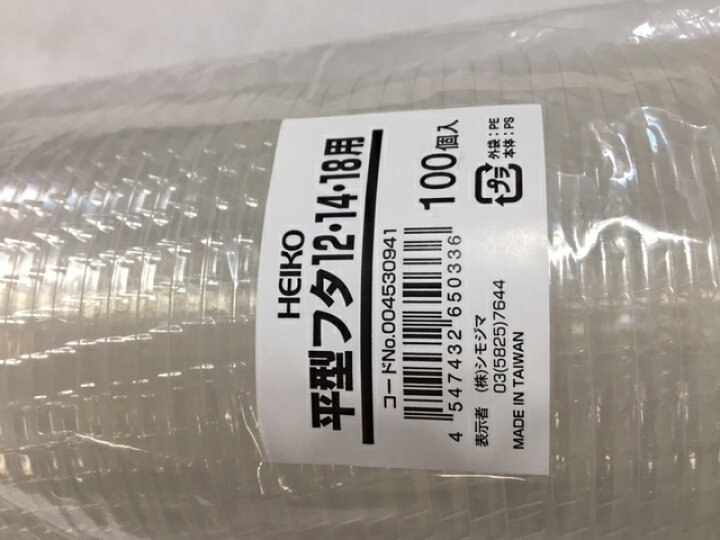 HEIKO
平型フタ12・14・18用
コードNo.004530941
100個入
4 547432 650336
プラ
外袋：PE
本体：PS
表示者 (株)シモジマ
03(5825)7644
MADE IN TAIWAN